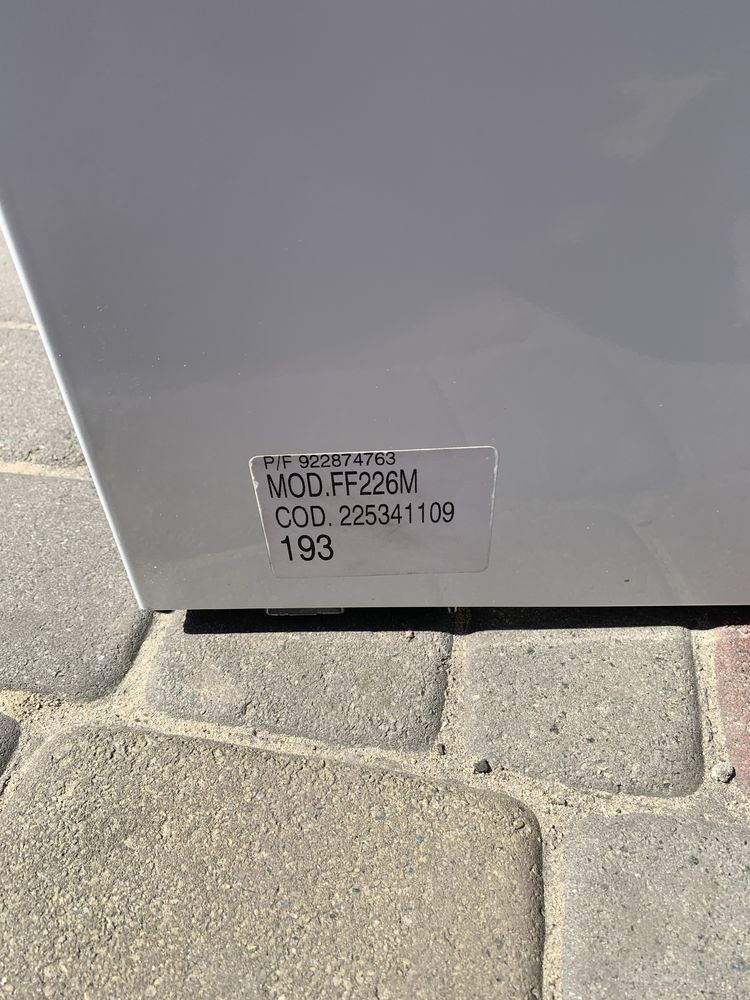 P/F 922874763
MOD.FF226M
COD. 225341109
193